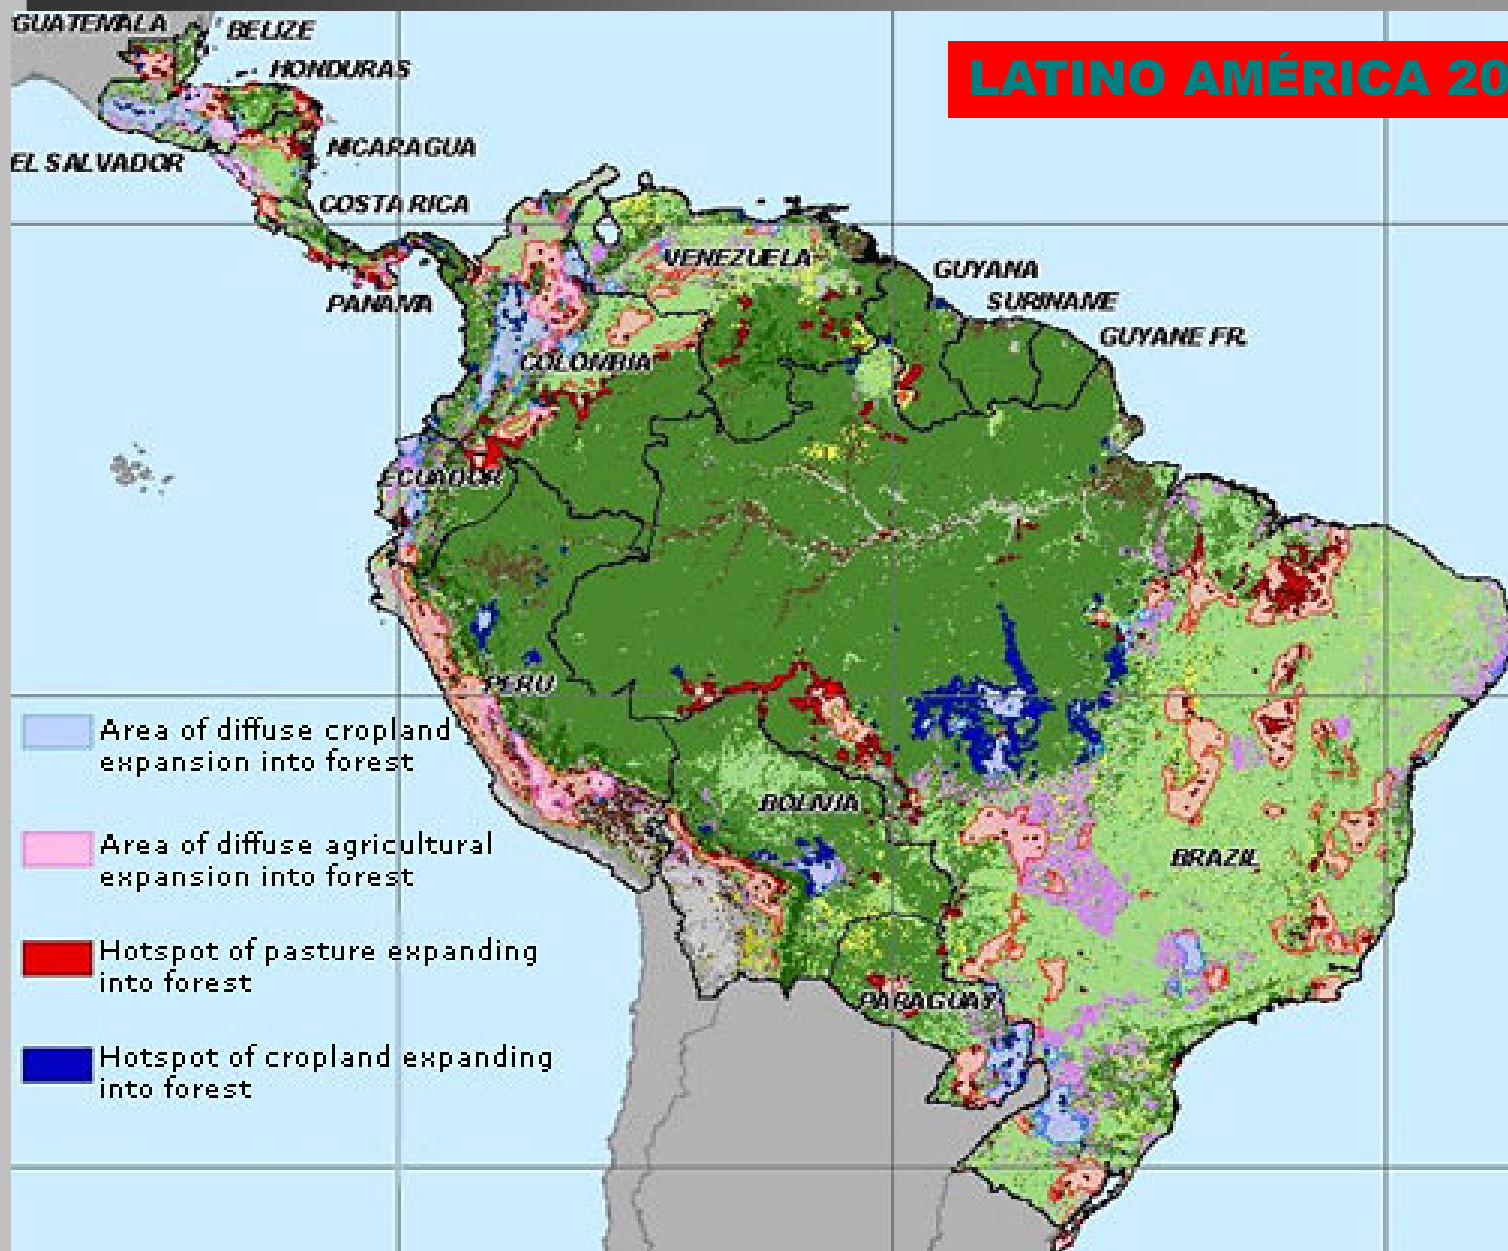 GUATEMALA
BELIZE
LATINO AMÉRICA 20
HONDURAS
NICARAGUA
EL SALVADOR
COSTA RICA
VENEZUELA
GUYANA
PANAMA
SURINAME
GUYANE FR.
COLOMBIA
ECUADOR
PERU
Area of diffuse cropland
expansion into forest
BOLIVIA
Area of diffuse agricultural
expansion into forest
BRAZIL
Hotspot of pasture expanding
into forest
PARAGUAY
Hotspot of cropland expanding
into forest